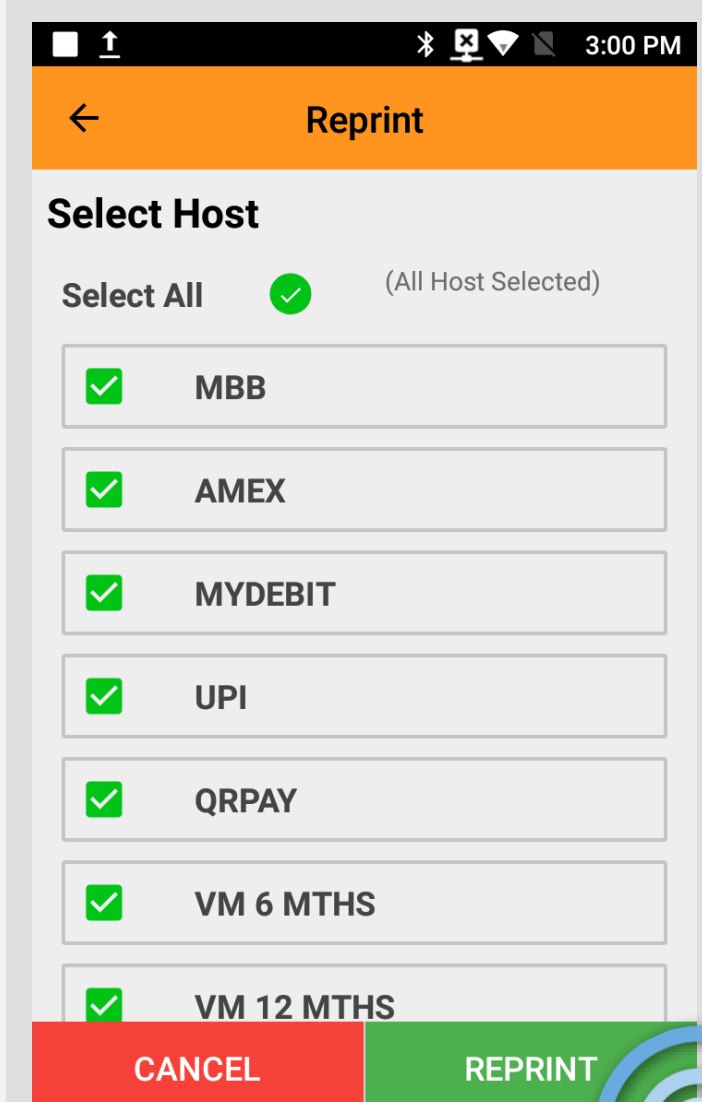 3:00 PM
Reprint
Select Host
Select All
(All Host Selected)
MBB
AMEX
MYDEBIT
UPI
QRPAY
VM 6 MTHS
VM 12 MTHS
CANCEL
REPRINT